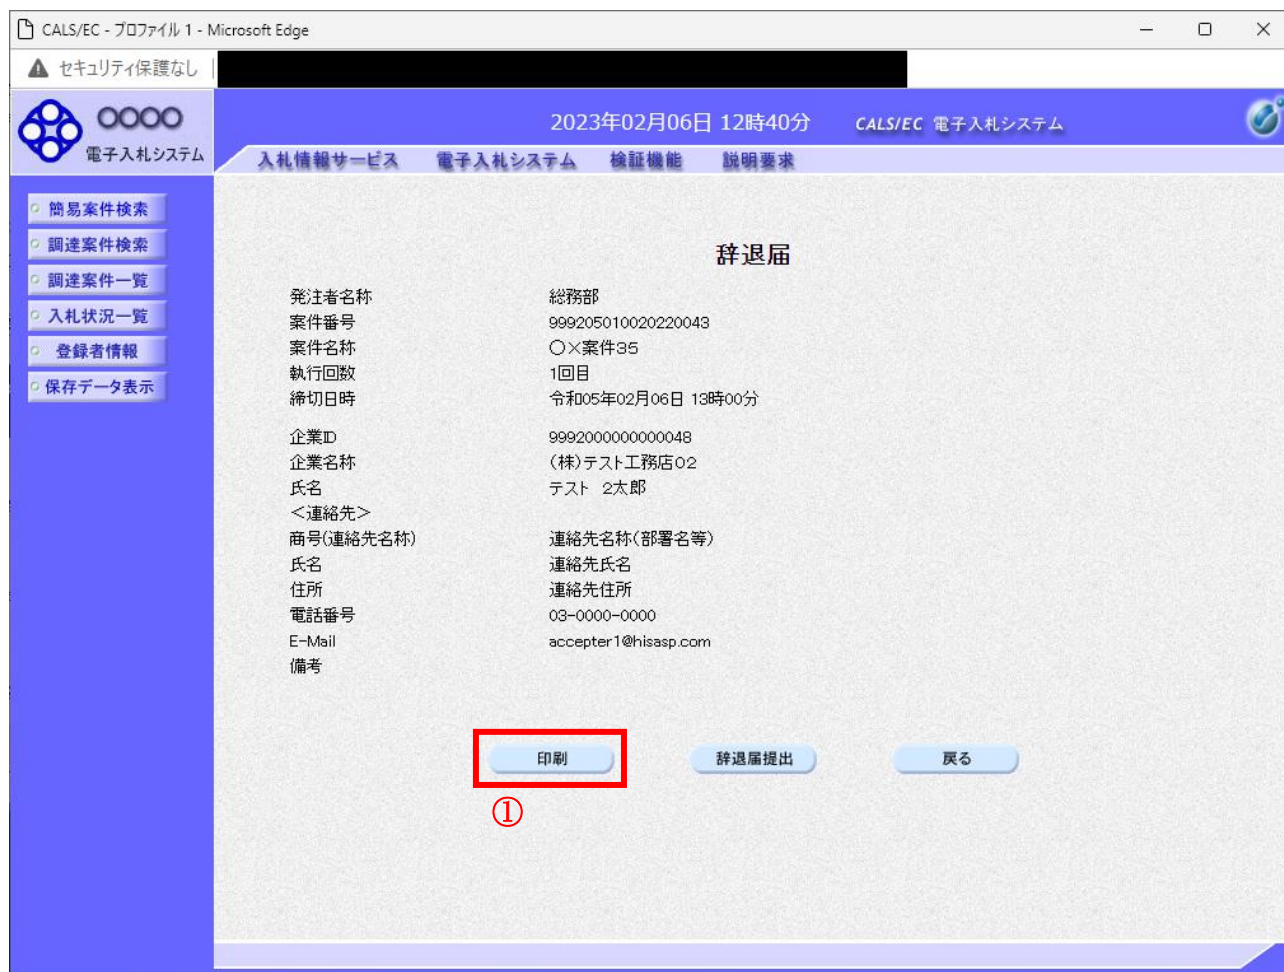 CALS/EC - プロファイル 1 - Microsoft Edge
セキュリティ保護なし
○○○○
電子入札システム
2023年02月06日 12時40分
CALS/EC 電子入札システム
入札情報サービス 電子入札システム 検証機能 説明要求
簡易案件検索
調達案件検索
調達案件一覧
入札状況一覧
登録者情報
保存データ表示
辞退届
発注者名称 総務部
案件番号 999205010020220043
案件名称 ○×案件35
執行回数 1回目
締切日時 令和05年02月06日 13時00分
企業ID 9992000000000048
企業名称 (株)テスト工務店02
氏名 テスト 2太郎
<連絡先>
商号(連絡先名称) 連絡先名称(部署名等)
氏名 連絡先氏名
住所 連絡先住所
電話番号 03-0000-0000
E-Mail accepter1@hisasp.com
備考
印刷 辞退届提出 戻る
①